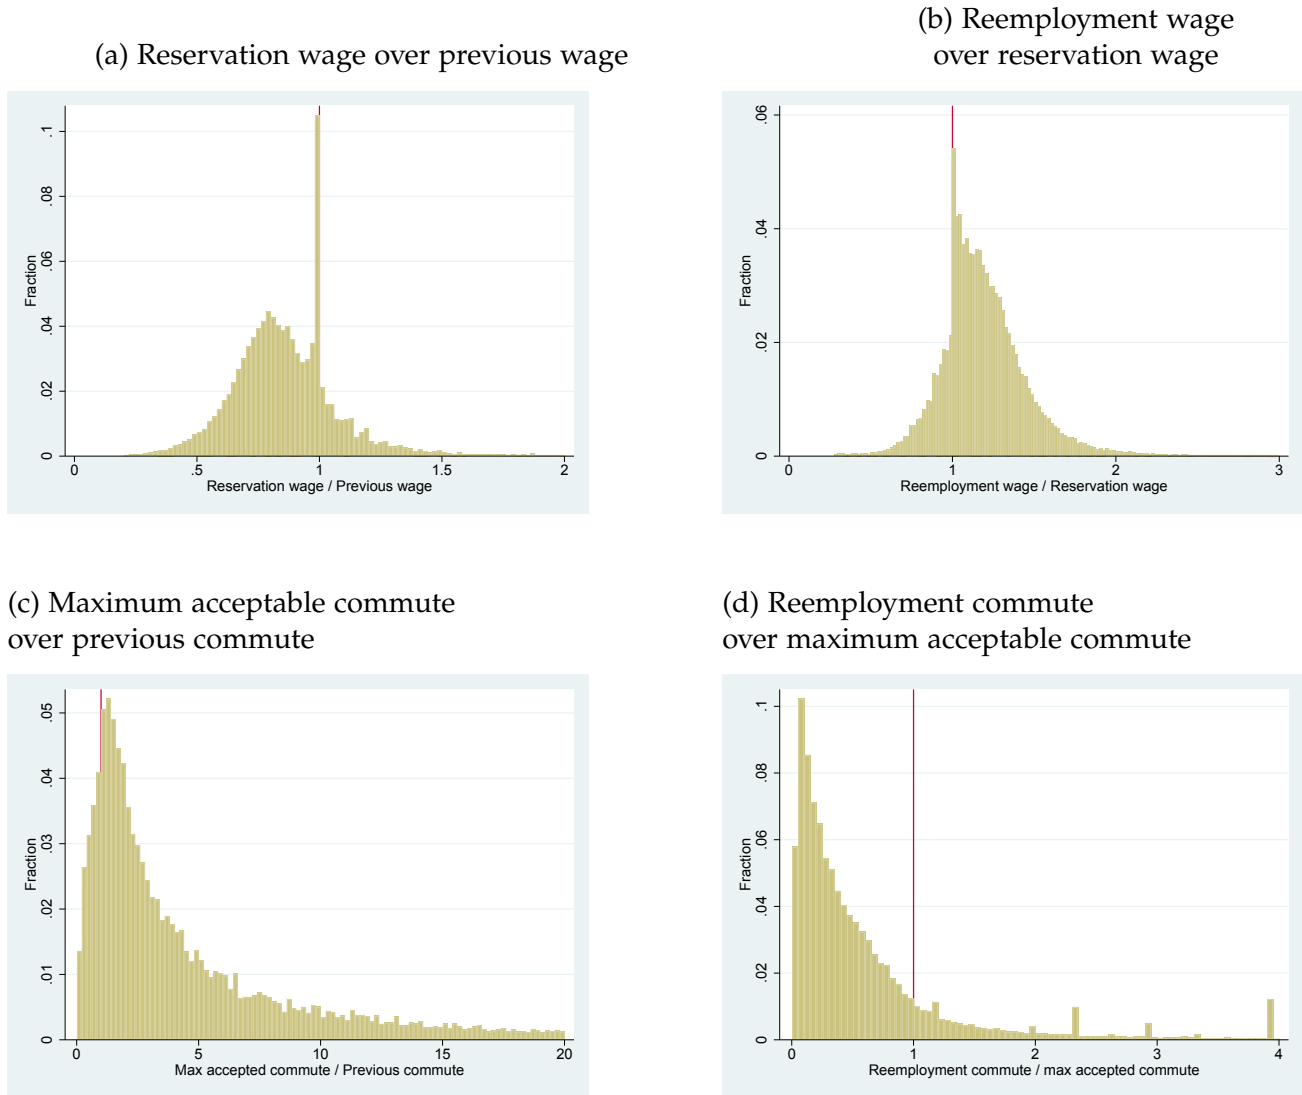 (a) Reservation wage over previous wage
.1
.08
.06
.04
.02
0
Fraction
0 .5 1 1.5 2
Reservation wage / Previous wage
(b) Reemployment wage
over reservation wage
.06
.04
.02
0
Fraction
0 1 2 3
Reemployment wage / Reservation wage
(c) Maximum acceptable commute
over previous commute
.05
.04
.03
.02
.01
0
Fraction
0 5 10 15 20
Max accepted commute / Previous commute
(d) Reemployment commute
over maximum acceptable commute
.1
.08
.06
.04
.02
0
Fraction
0 1 2 3 4
Reemployment commute / max accepted commute